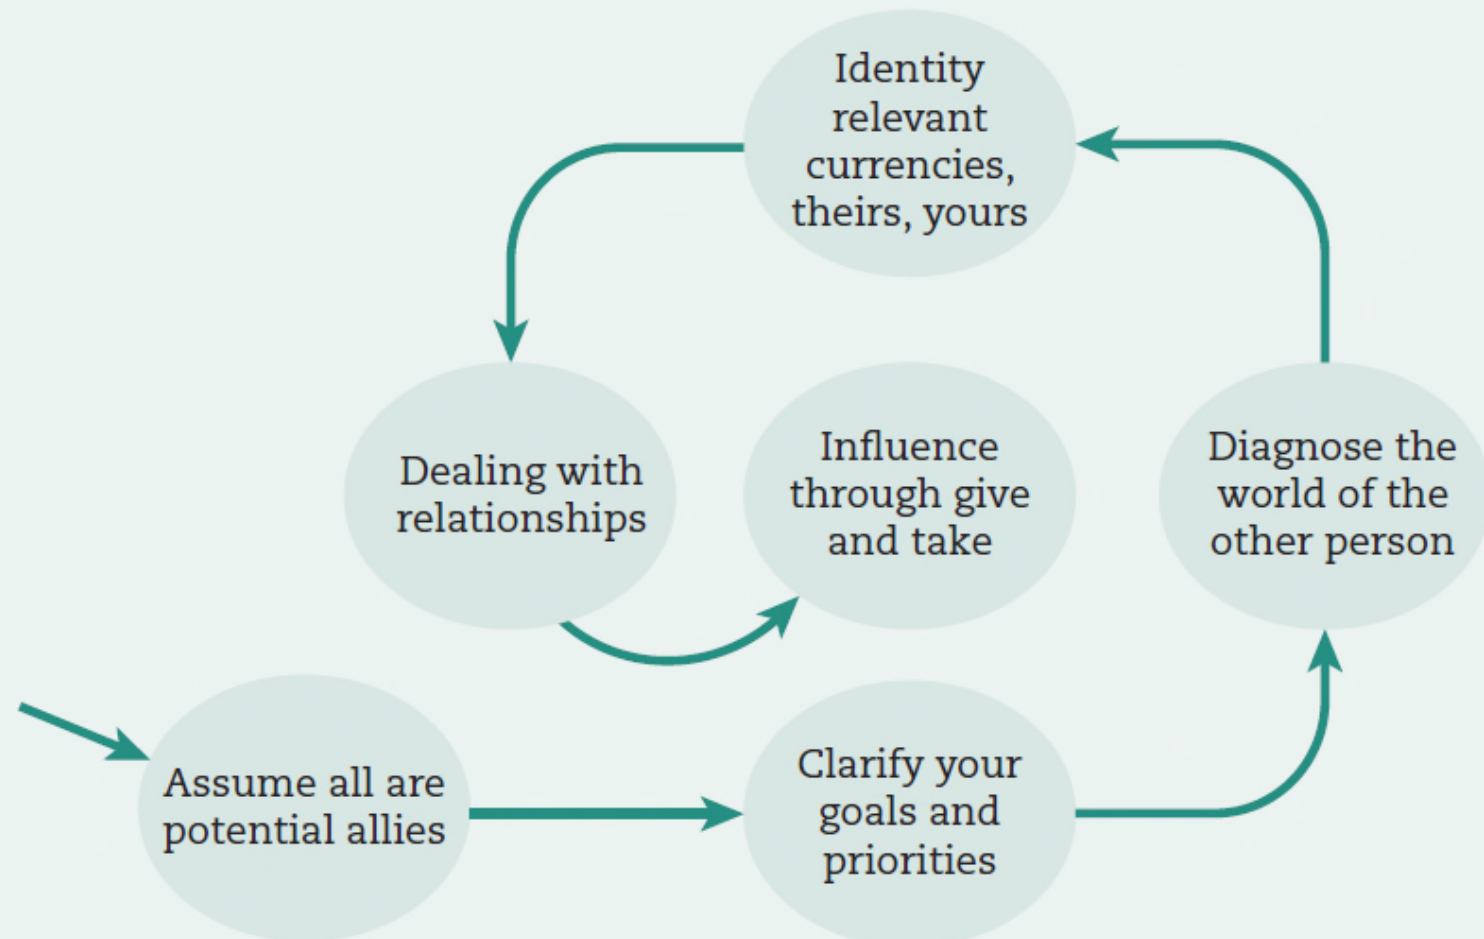 Identity
relevant
currencies,
theirs, yours
Dealing with
relationships
Influence
through give
and take
Diagnose the
world of the
other person
Assume all are
potential allies
Clarify your
goals and
priorities